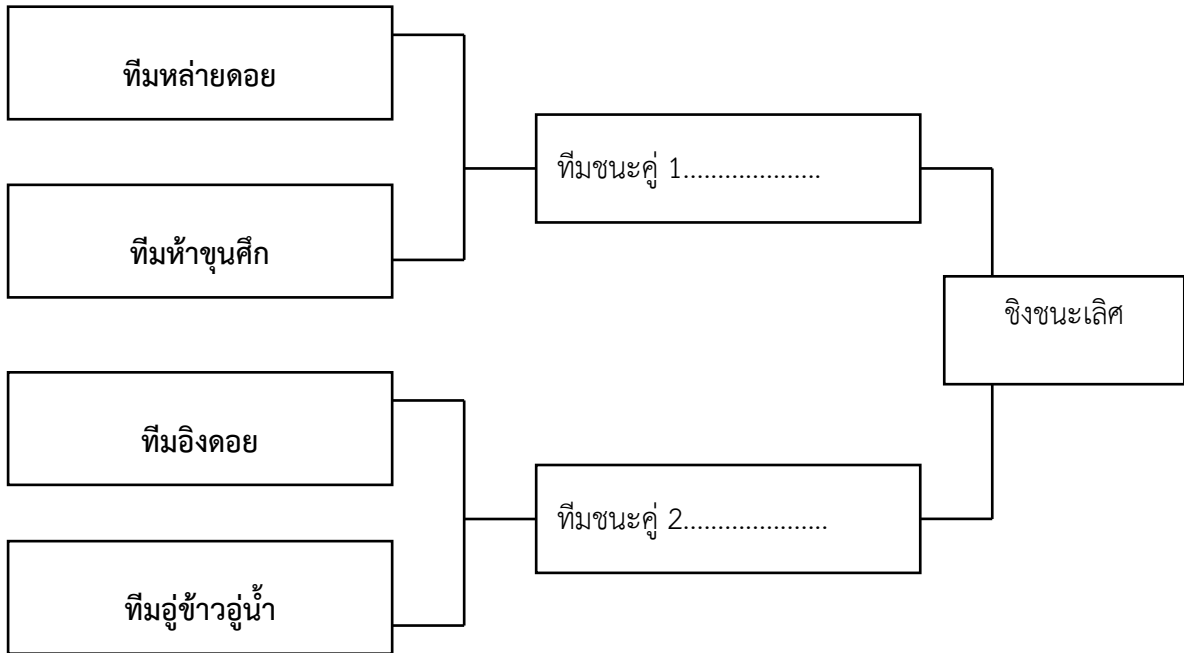 ทีมหล่ายดอย
ทีมชนะคู่ 1....................
ทีมห้าขุนศึก
ชิงชนะเลิศ
ทีมอิงดอย
ทีมชนะคู่ 2.....................
ทีมอู่ข้าวอู่น้ำ